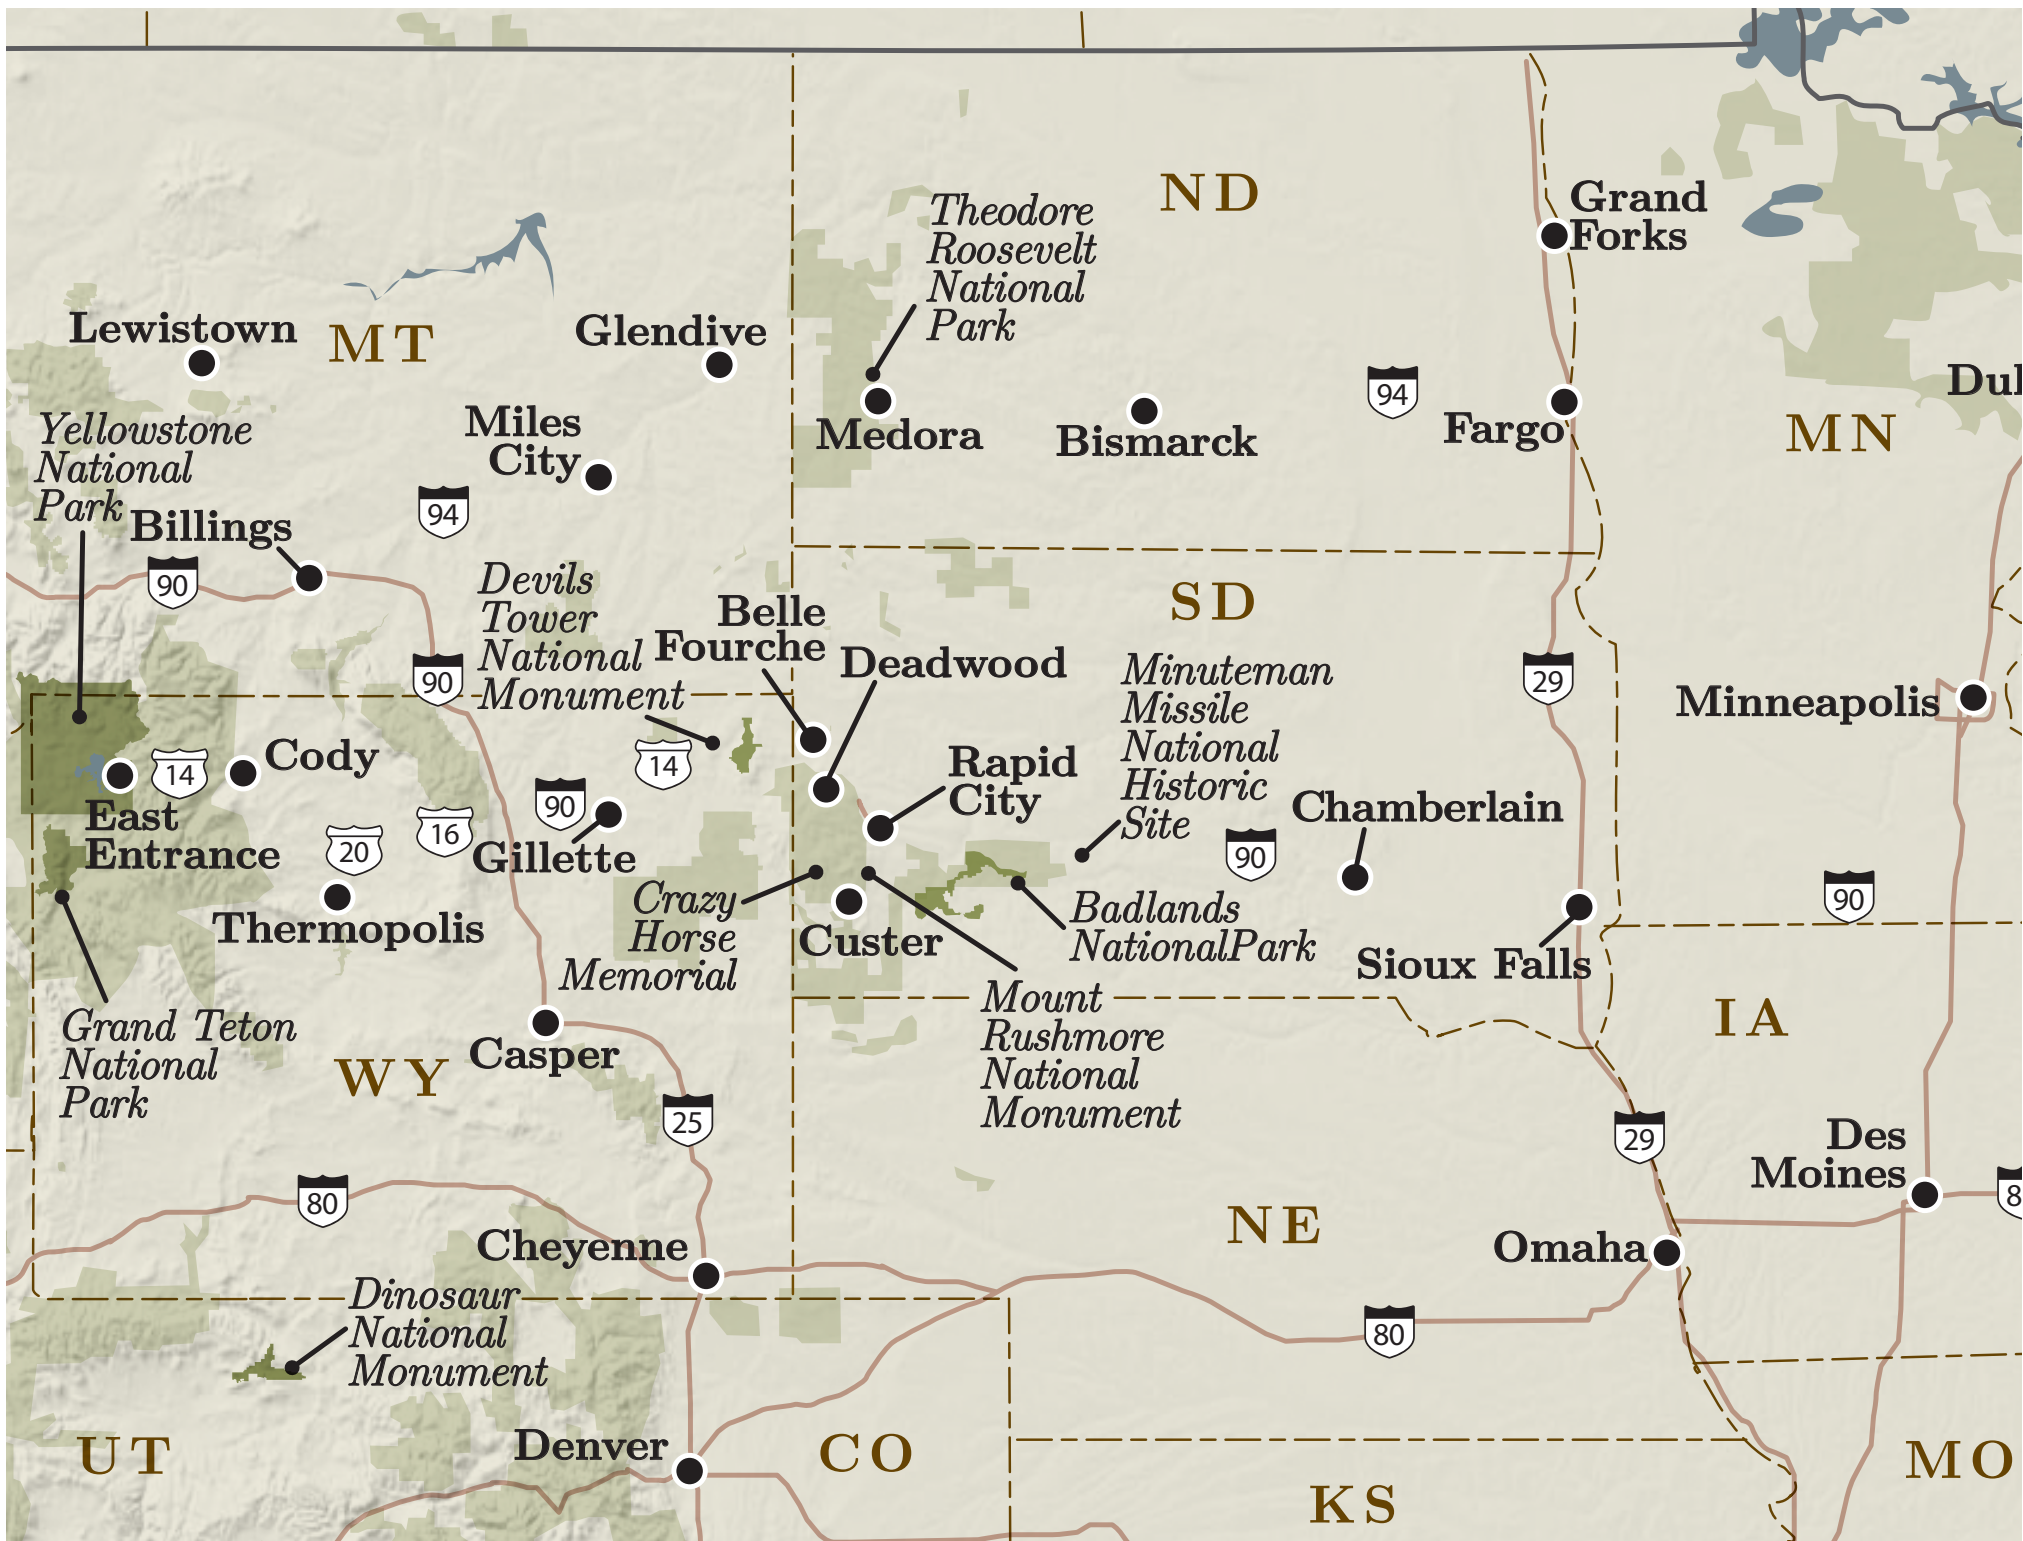 ND
Grand
Forks
Theodore
Roosevelt
National
Park
Lewistown
MT
Glendive
94
Dul
Miles
City
Medora
Bismarck
Fargo
MN
Yellowstone
National
Park
94
Billings
90
Devils
Tower
National
Monument
Belle
Fourche
SD
Deadwood
Minuteman
Missile
National
Historic
Site
90
29
Minneapolis
14
Cody
14
Rapid
City
East
Entrance
20
16
90
Gillette
Chamberlain
90
90
Thermopolis
Crazy
Horse
Memorial
Custer
Badlands
NationalPark
Sioux Falls
Grand Teton
National
Park
Mount
Rushmore
National
Monument
IA
WY
Casper
25
29
Des
Moines
80
8
NE
Cheyenne
Omaha
Dinosaur
National
Monument
80
UT
Denver
CO
KS
MO